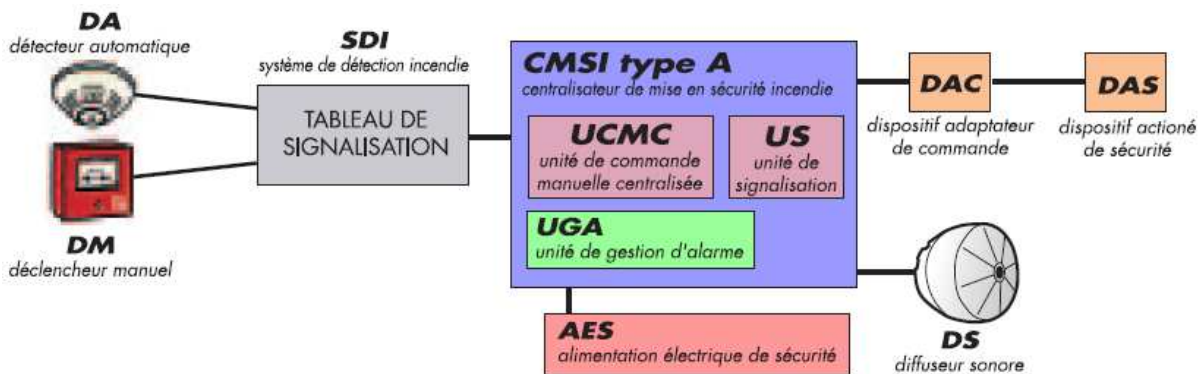 DA
détecteur automatique
DM
déclencheur manuel
SDI
système de détection incendie
TABLEAU DE
SIGNALISATION
CMSI type A
centralisateur de mise en sécurité incendie
UCMC
unité de commande
manuelle centralisée
US
unité de
signalisation
UGA
unité de gestion d'alarme
AES
alimentation électrique de sécurité
DAC
dispositif adaptateur
de commande
DAS
dispositif actioné
de sécurité
DS
diffuseur sonore